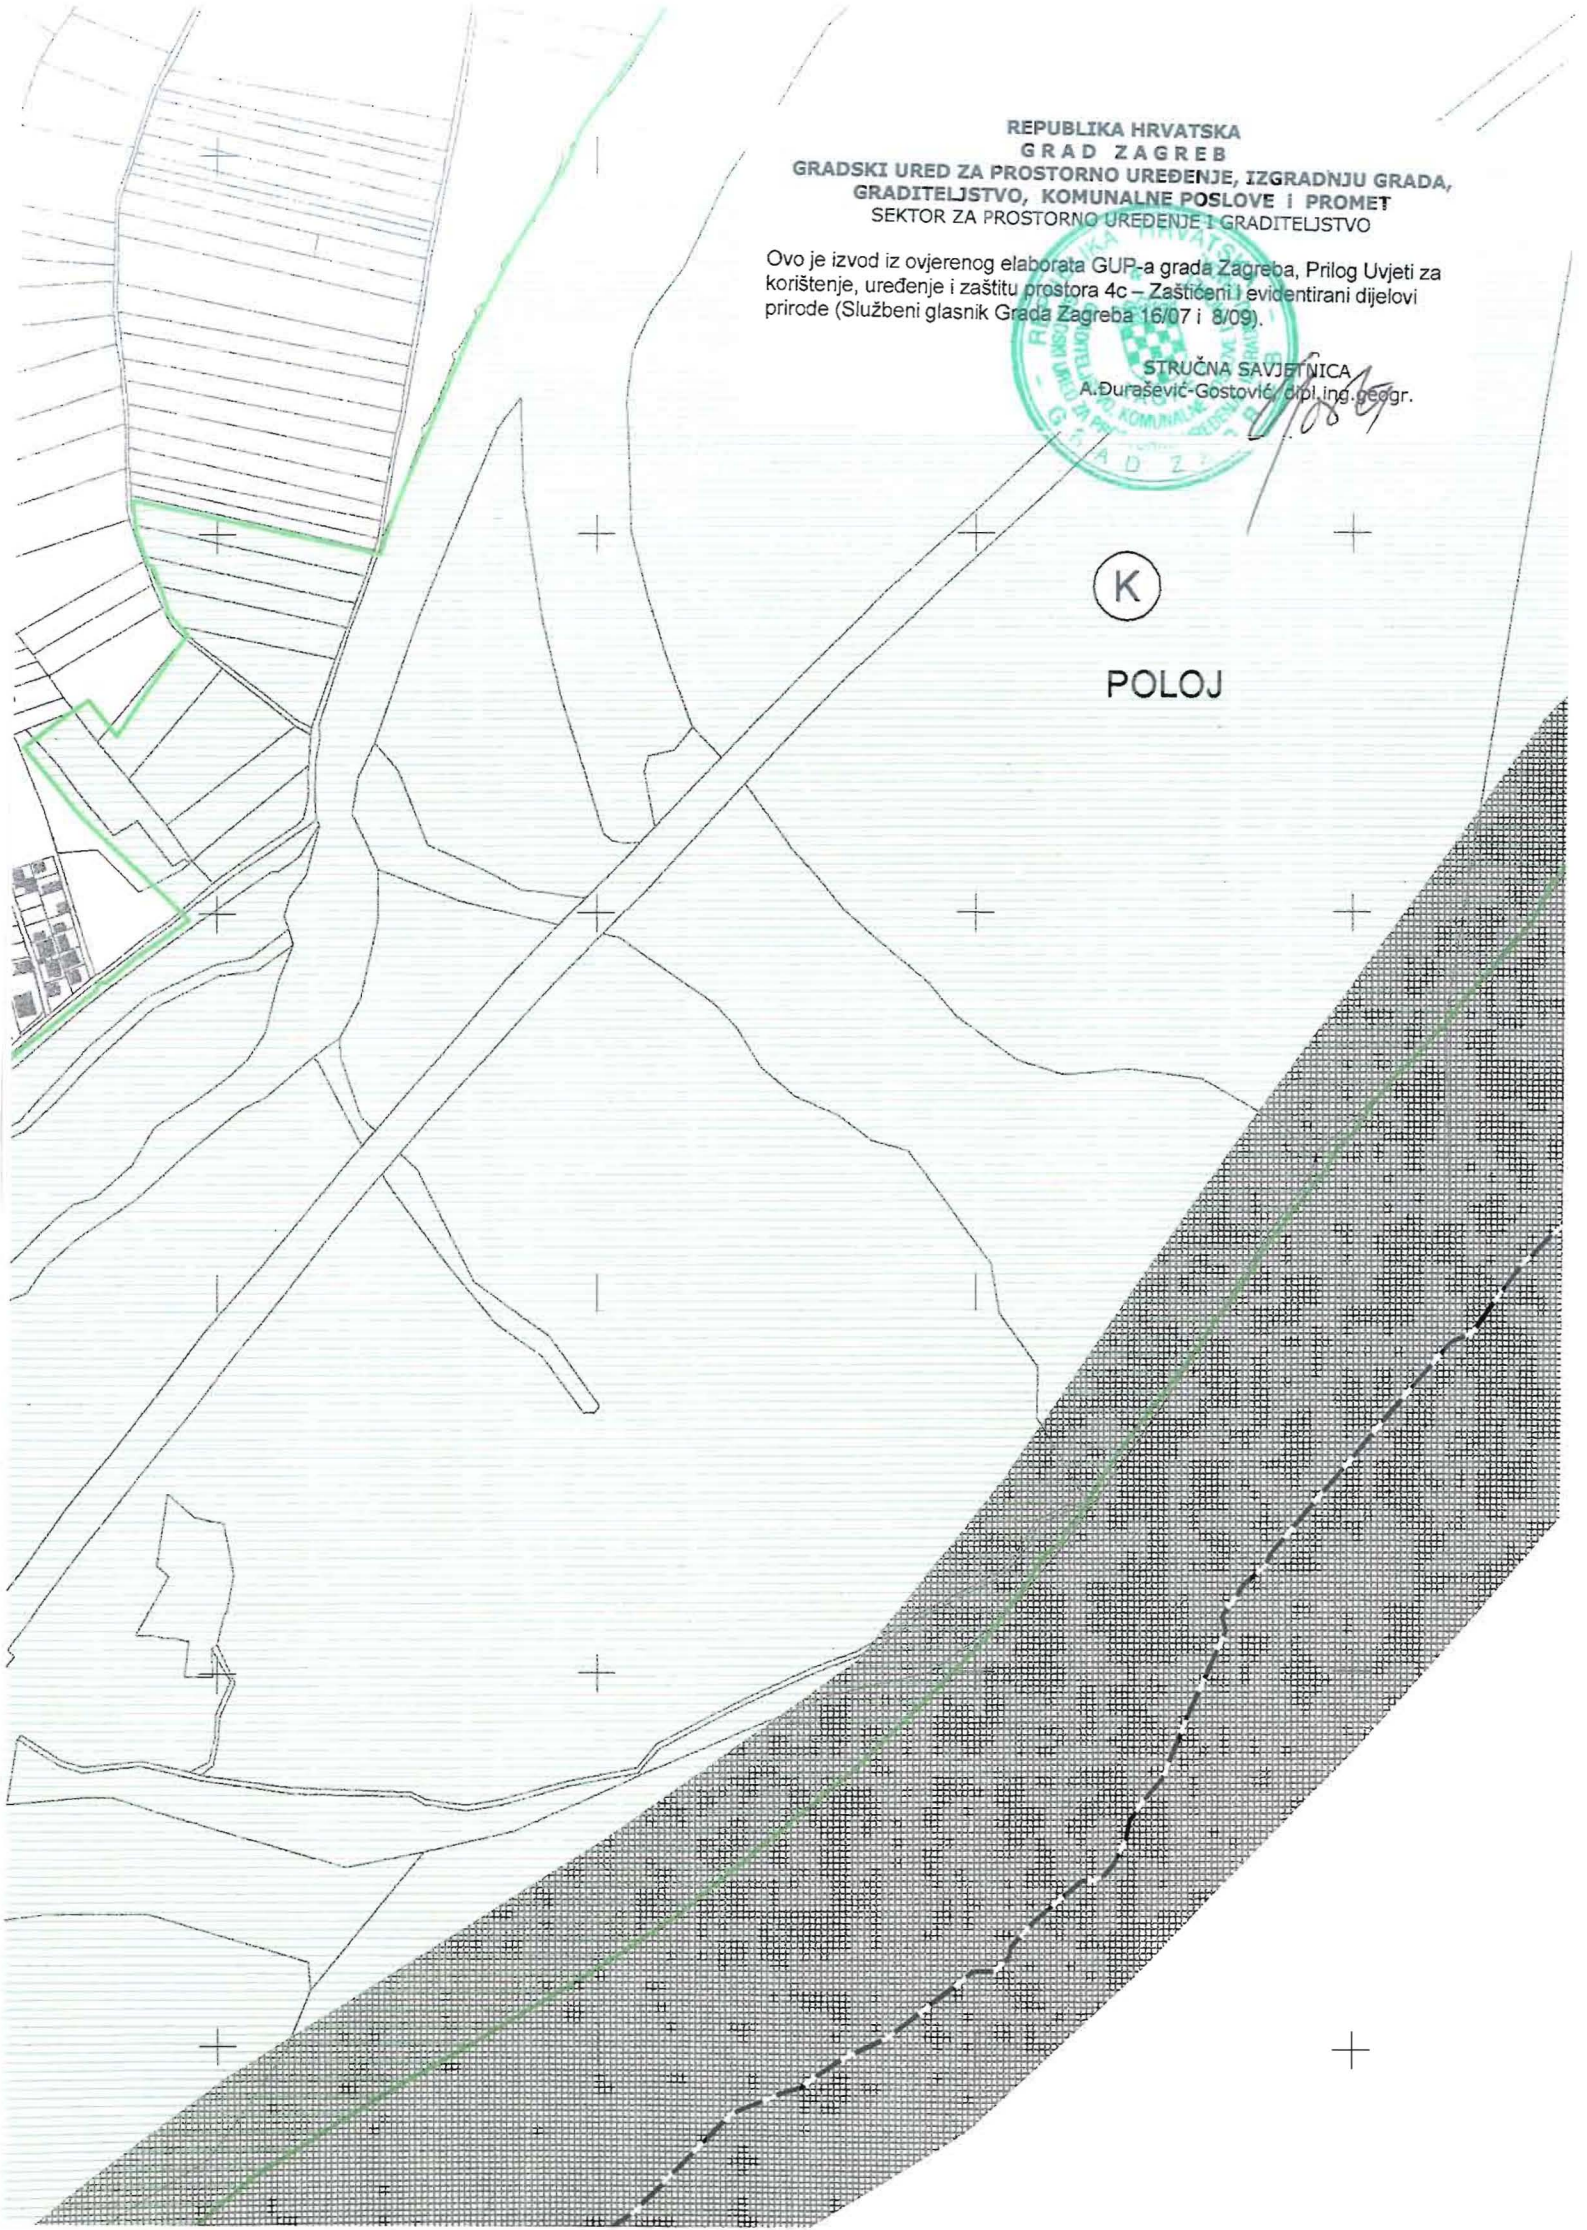 REPUBLIKA HRVATSKA
GRAD ZAGREB
GRADSKI URED ZA PROSTORNO UREĐENJE, IZGRADNJU GRADA,
GRADITELJSTVO, KOMUNALNE POSLOVE I PROMET
SEKTOR ZA PROSTORNO UREĐENJE I GRADITELJSTVO
Ovo je izvod iz ovjerenog elaborata GUP-a grada Zagreba, Prilog Uvjeti za
korištenje, uređenje i zaštitu prostora 4c – Zaštićeni i evidentirani dijelovi
prirode (Službeni glasnik Grada Zagreba 16/07 i 8/09).
STRUČNA SAVJETNICA
A.Đurašević-Gostović, dipl.ing.geogr.
K
POLOJ